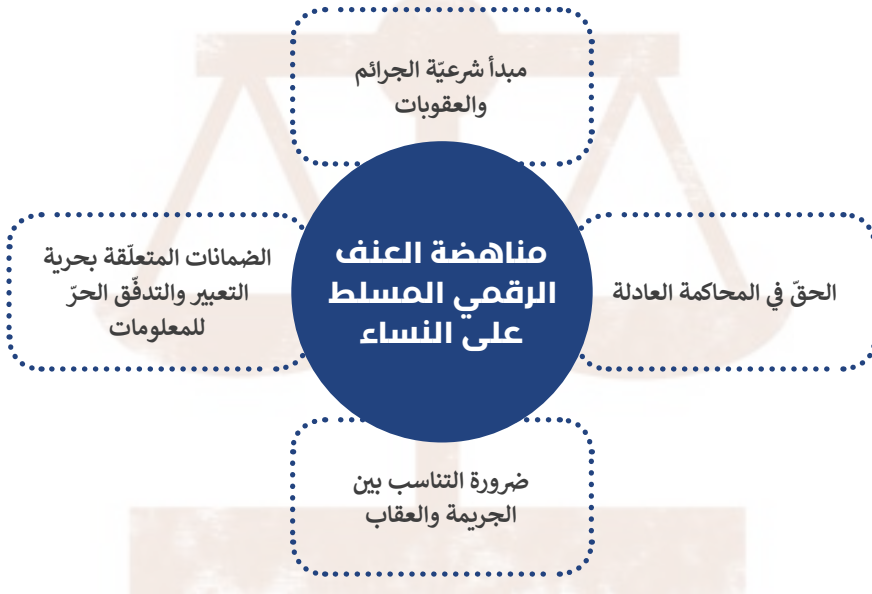 مبدأ شرعيّة الجرائم
والعقوبات
الحقّ في المحاكمة العادلة
مناهضة العنف
الرقمي المسلط
على النساء
الضمانات المتعلّقة بحرية
التعبير والتدفّق الحرّ
للمعلومات
ضرورة التناسب بين
الجريمة والعقاب